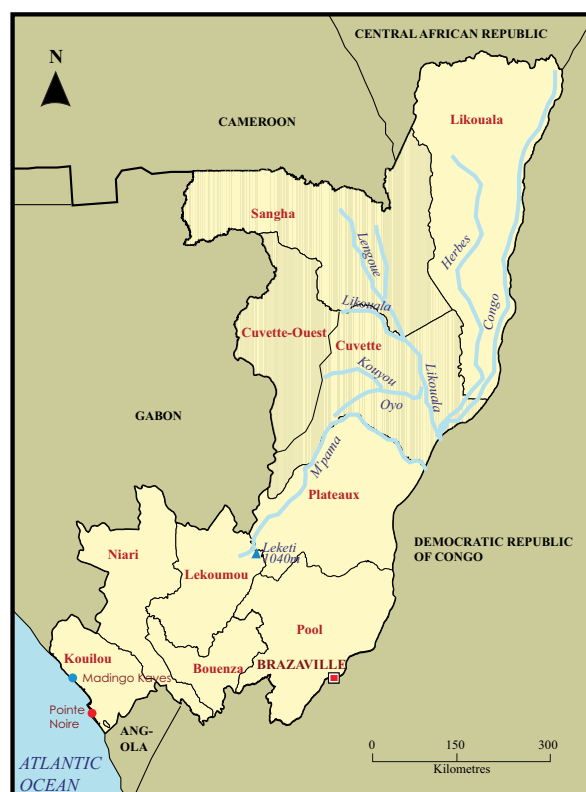 CENTRAL AFRICAN REPUBLIC
N
CAMEROON
Likouala
Sangha
Lengoue
Herbes
Likouala
Congo
Cuvette-Ouest
Cuvette
Kouyou
Likouala
Oyo
GABON
M'pama
Plateaux
DEMOCRATIC REPUBLIC
OF CONGO
Niari
Leketi
1040m
Lekoumou
Pool
Kouilou
Bouenza
BRAZAVILLE
Madingo Kayes
Pointe
Noire
ANG-
OLA
ATLANTIC
OCEAN
0 150 300
Kilometres